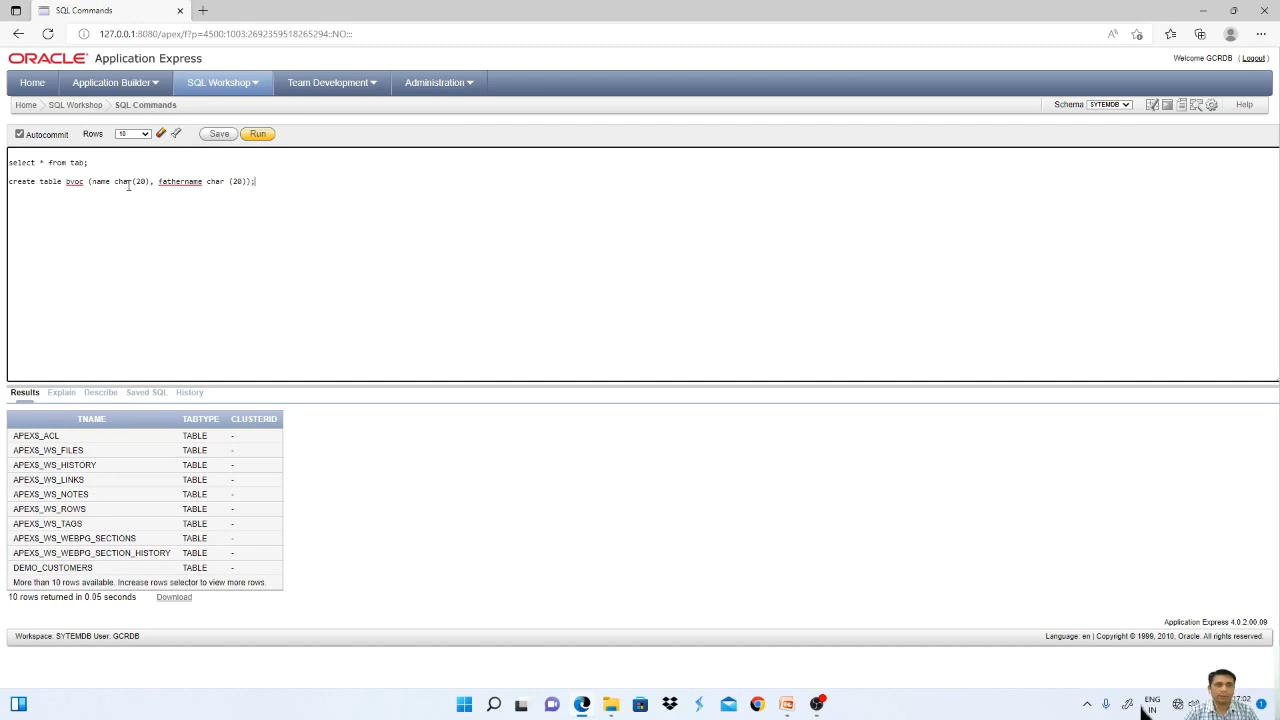 SQL Commands
127.0.0.1:8080/apex/f?p=4500:1003:2692359518265294::NO:::
ORACLE Application Express
Welcome GCRDB ( Logout )
Home Application Builder SQL Workshop Team Development Administration
Home SQL Workshop SQL Commands
Schema SYTEMDB Help
Autocommit Rows 10 Save Run
select * from tab;
create table bvoc (name char(20), fathername char (20));
Results Explain Describe Saved SQL History
TNAME TABTYPE CLUSTERID
APEX$_ACL TABLE -
APEX$_WS_FILES TABLE -
APEX$_WS_HISTORY TABLE -
APEX$_WS_LINKS TABLE -
APEX$_WS_NOTES TABLE -
APEX$_WS_ROWS TABLE -
APEX$_WS_TAGS TABLE -
APEX$_WS_WEBPG_SECTIONS TABLE -
APEX$_WS_WEBPG_SECTION_HISTORY TABLE -
DEMO_CUSTOMERS TABLE -
More than 10 rows available. Increase rows selector to view more rows.
10 rows returned in 0.05 seconds Download
Application Express 4.0.2.00.09
Workspace: SYTEMDB User: GCRDB
Language: en | Copyright © 1999, 2010, Oracle. All rights reserved.
ENG 17:02
IN